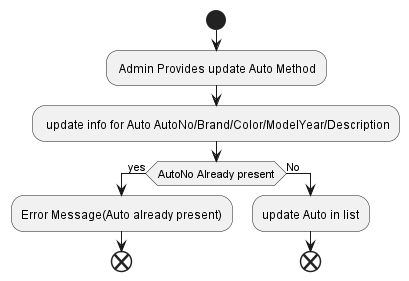 Admin Provides update Auto Method
update info for Auto AutoNo/Brand/Color/ModelYear/Description
yes
AutoNo Already present
No
Error Message(Auto already present)
update Auto in list